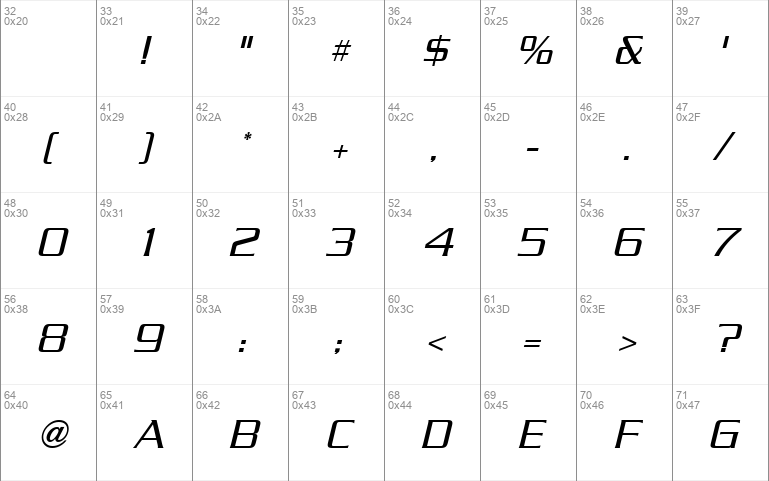 32 33 34 35 36 37 38 39
0x20 0x21 0x22 0x23 0x24 0x25 0x26 0x27
! " # $ % & '
40 41 42 43 44 45 46 47
0x28 0x29 0x2A 0x2B 0x2C 0x2D 0x2E 0x2F
( ) * + , - . /
48 49 50 51 52 53 54 55
0x30 0x31 0x32 0x33 0x34 0x35 0x36 0x37
0 1 2 3 4 5 6 7
56 57 58 59 60 61 62 63
0x38 0x39 0x3A 0x3B 0x3C 0x3D 0x3E 0x3F
8 9 : ; < = > ?
64 65 66 67 68 69 70 71
0x40 0x41 0x42 0x43 0x44 0x45 0x46 0x47
@ A B C D E F G